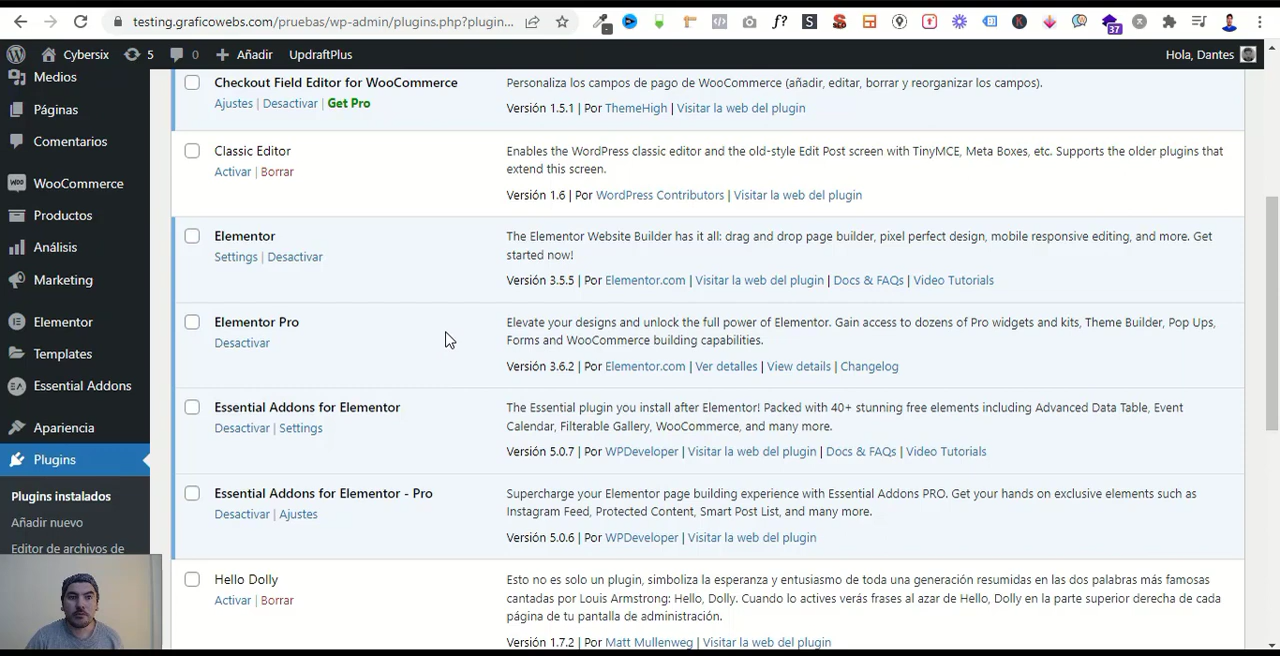 testing.graficowebs.com/pruebas/wp-admin/plugins.php?plugin...
37
Cybersix
5
0
Añadir
UpdraftPlus
Hola, Dantes
Medios
Páginas
Comentarios
WooCommerce
Productos
Análisis
Marketing
Elementor
Templates
Essential Addons
Apariencia
Plugins
Plugins instalados
Añadir nuevo
Editor de archivos de
Checkout Field Editor for WooCommerce
Ajustes | Desactivar | Get Pro
Personaliza los campos de pago de WooCommerce (añadir, editar, borrar y reorganizar los campos).
Versión 1.5.1 | Por ThemeHigh | Visitar la web del plugin
Classic Editor
Activar | Borrar
Enables the WordPress classic editor and the old-style Edit Post screen with TinyMCE, Meta Boxes, etc. Supports the older plugins that
extend this screen.
Versión 1.6 | Por WordPress Contributors | Visitar la web del plugin
Elementor
Settings | Desactivar
The Elementor Website Builder has it all: drag and drop page builder, pixel perfect design, mobile responsive editing, and more. Get
started now!
Versión 3.5.5 | Por Elementor.com | Visitar la web del plugin | Docs & FAQs | Video Tutorials
Elementor Pro
Desactivar
Elevate your designs and unlock the full power of Elementor. Gain access to dozens of Pro widgets and kits, Theme Builder, Pop Ups,
Forms and WooCommerce building capabilities.
Versión 3.6.2 | Por Elementor.com | Ver detalles | View details | Changelog
Essential Addons for Elementor
Desactivar | Settings
The Essential plugin you install after Elementor! Packed with 40+ stunning free elements including Advanced Data Table, Event
Calendar, Filterable Gallery, WooCommerce, and many more.
Versión 5.0.7 | Por WPDeveloper | Visitar la web del plugin | Docs & FAQs | Video Tutorials
Essential Addons for Elementor - Pro
Desactivar | Ajustes
Supercharge your Elementor page building experience with Essential Addons PRO. Get your hands on exclusive elements such as
Instagram Feed, Protected Content, Smart Post List, and many more.
Versión 5.0.6 | Por WPDeveloper | Visitar la web del plugin
Hello Dolly
Activar | Borrar
Esto no es solo un plugin, simboliza la esperanza y entusiasmo de toda una generación resumidas en las dos palabras más famosas
cantadas por Louis Armstrong: Hello, Dolly. Cuando lo actives verás frases al azar de Hello, Dolly en la parte superior derecha de cada
página de tu pantalla de administración.
Versión 1.7.2 | Por Matt Mullenweg | Visitar la web del plugin